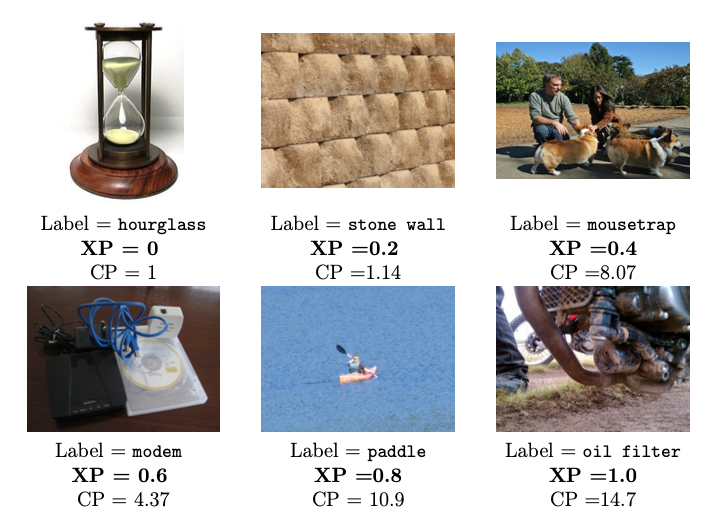 Label = hourglass
XP = 0
CP = 1
Label = stone wall
XP =0.2
CP =1.14
Label = mousetrap
XP =0.4
CP =8.07
Label = modem
XP = 0.6
CP = 4.37
Label = paddle
XP =0.8
CP = 10.9
Label = oil filter
XP =1.0
CP =14.7